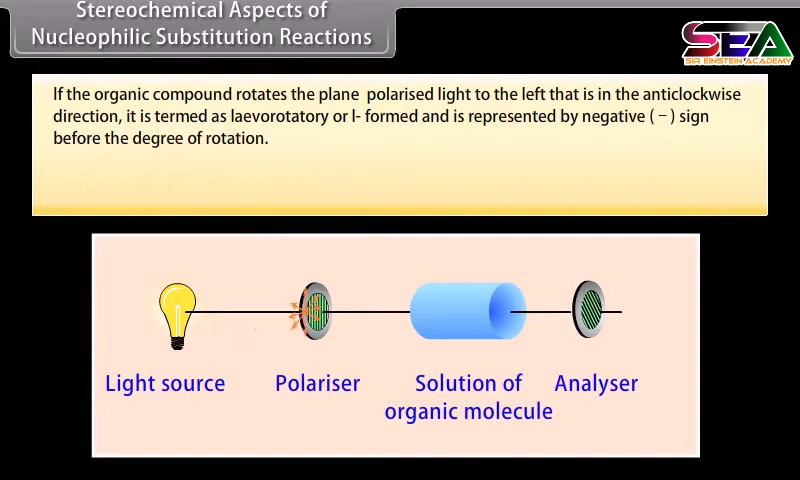 Stereochemical Aspects of
Nucleophilic Substitution Reactions
SEA
SIR EINSTEIN ACADEMY
If the organic compound rotates the plane polarised light to the left that is in the anticlockwise
direction, it is termed as laevorotatory or l- formed and is represented by negative ( − ) sign
before the degree of rotation.
Light source
Polariser
Solution of
organic molecule
Analyser